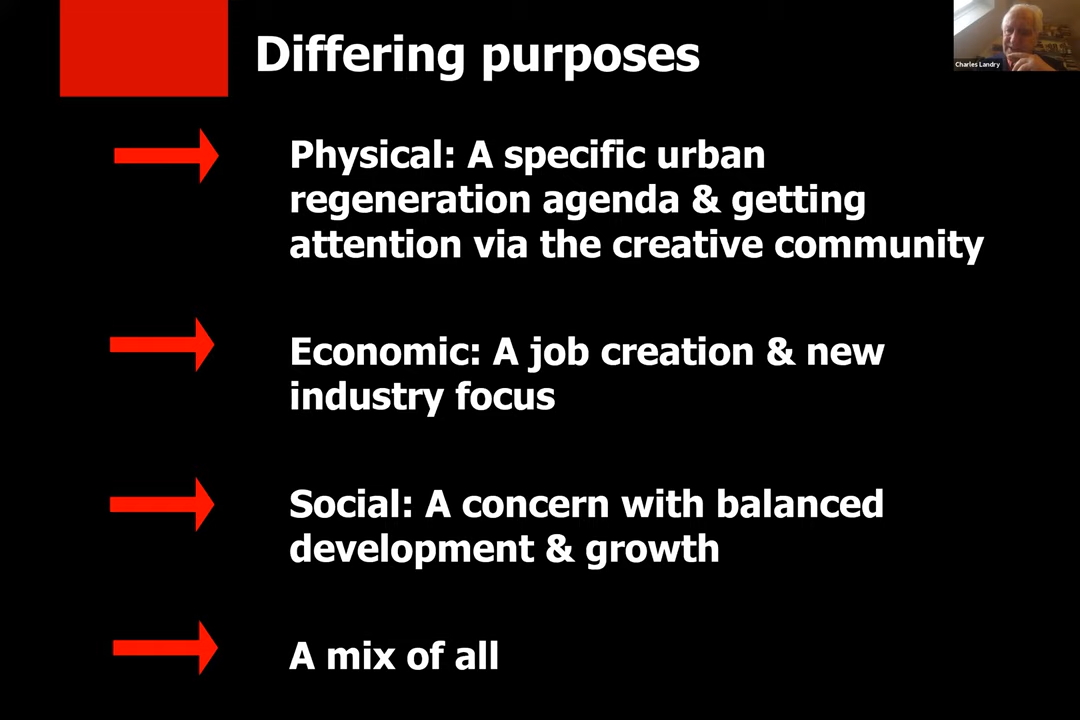 Differing purposes
Charles Landry
Physical: A specific urban
regeneration agenda & getting
attention via the creative community
Economic: A job creation & new
industry focus
Social: A concern with balanced
development & growth
A mix of all